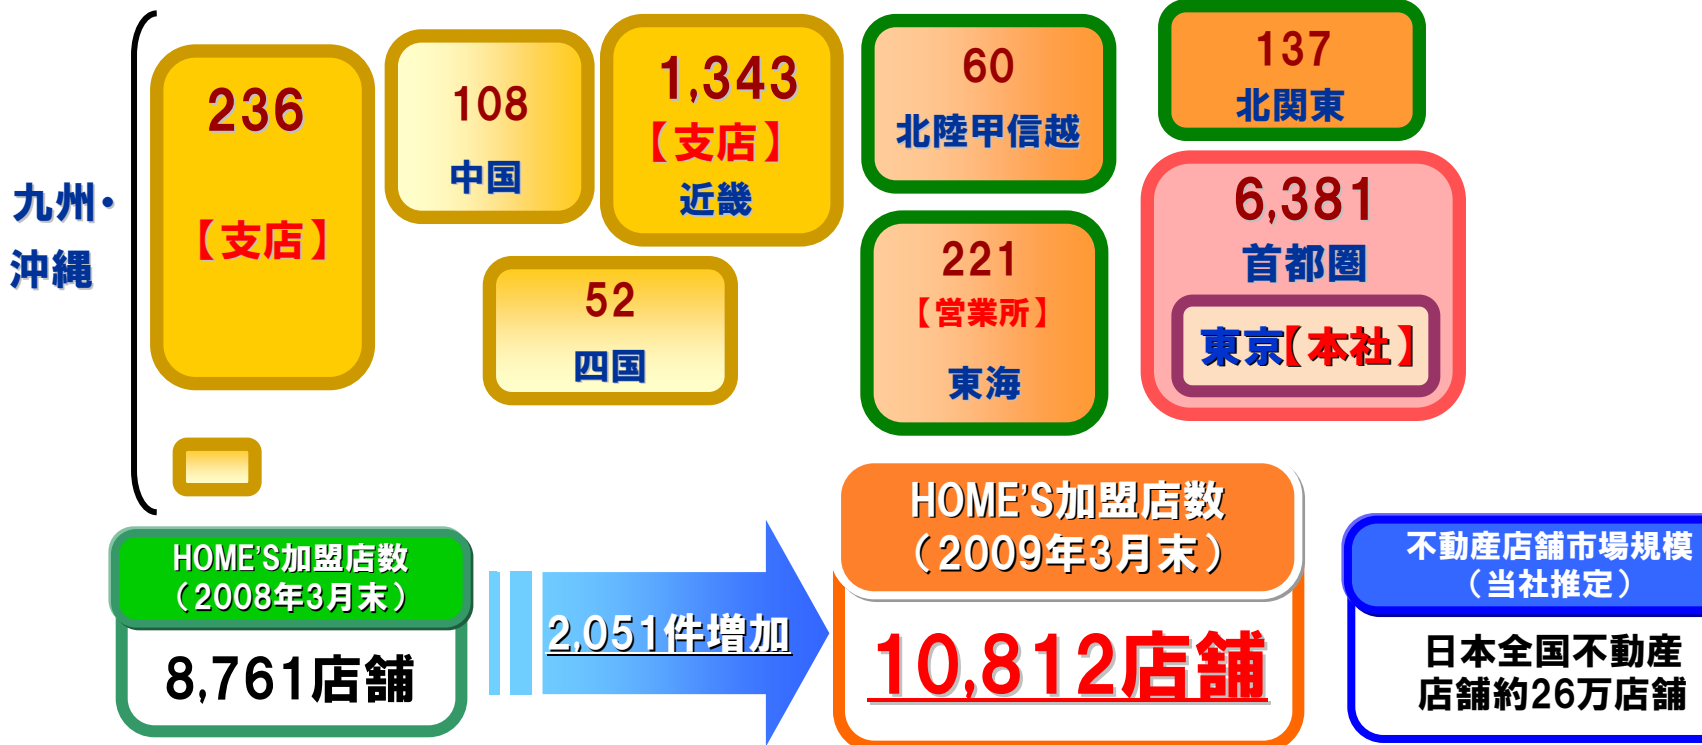 九州・
沖縄
236
【支店】
108
中国
1,343
【支店】
近畿
52
四国
60
北陸甲信越
221
【営業所】
東海
137
北関東
6,381
首都圏
東京【本社】
HOME'S加盟店数
（2008年3月末）
8,761店舗
2,051件増加
HOME'S加盟店数
（2009年3月末）
10,812店舗
不動産店舗市場規模
（当社推定）
日本全国不動産
店舗約26万店舗